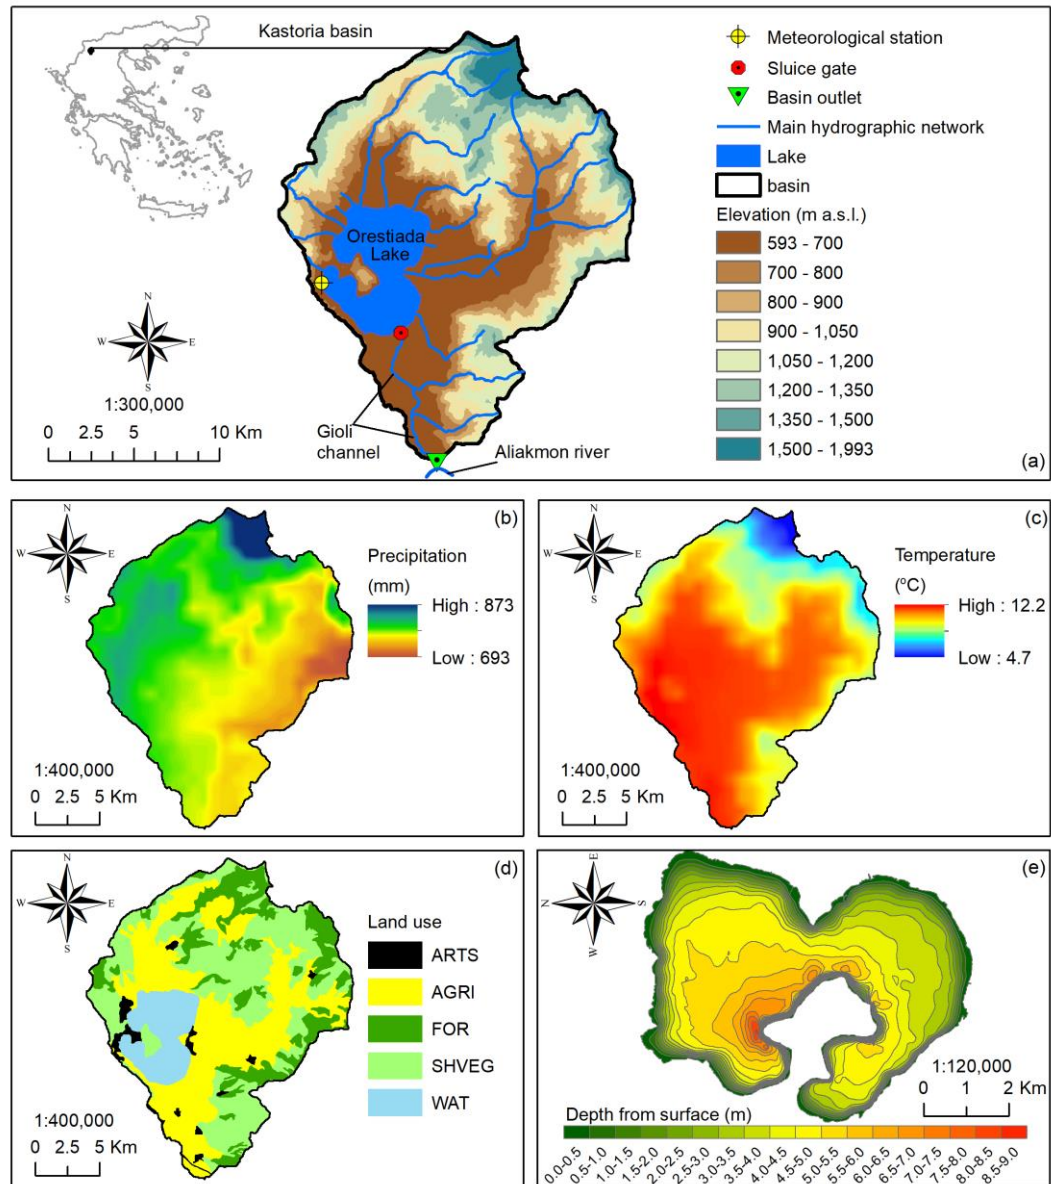 Kastoria basin
Meteorological station
Sluice gate
Basin outlet
Main hydrographic network
Lake
basin
Elevation (m a.s.l.)
593 - 700
700 - 800
800 - 900
900 - 1,050
1,050 - 1,200
1,200 - 1,350
1,350 - 1,500
1,500 - 1,993
Orestiada
Lake
N
W E
S
1:300,000
0 2.5 5 10 Km
Gioli
channel
Aliakmon river
(a)
N
W E
S
(b)
Precipitation
(mm)
High : 873
Low : 693
1:400,000
0 2.5 5 Km
N
W E
S
(c)
Temperature
(ºC)
High : 12.2
Low : 4.7
1:400,000
0 2.5 5 Km
N
W E
S
(d)
Land use
ARTS
AGRI
FOR
SHVEG
WAT
1:400,000
0 2.5 5 Km
E
N S
W
(e)
1:120,000
0 1 2 Km
Depth from surface (m)
0.0-0.5
0.5-1.0
1.0-1.5
1.5-2.0
2.0-2.5
2.5-3.0
3.0-3.5
3.5-4.0
4.0-4.5
4.5-5.0
5.0-5.5
5.5-6.0
6.0-6.5
6.5-7.0
7.0-7.5
7.5-8.0
8.0-8.5
8.5-9.0